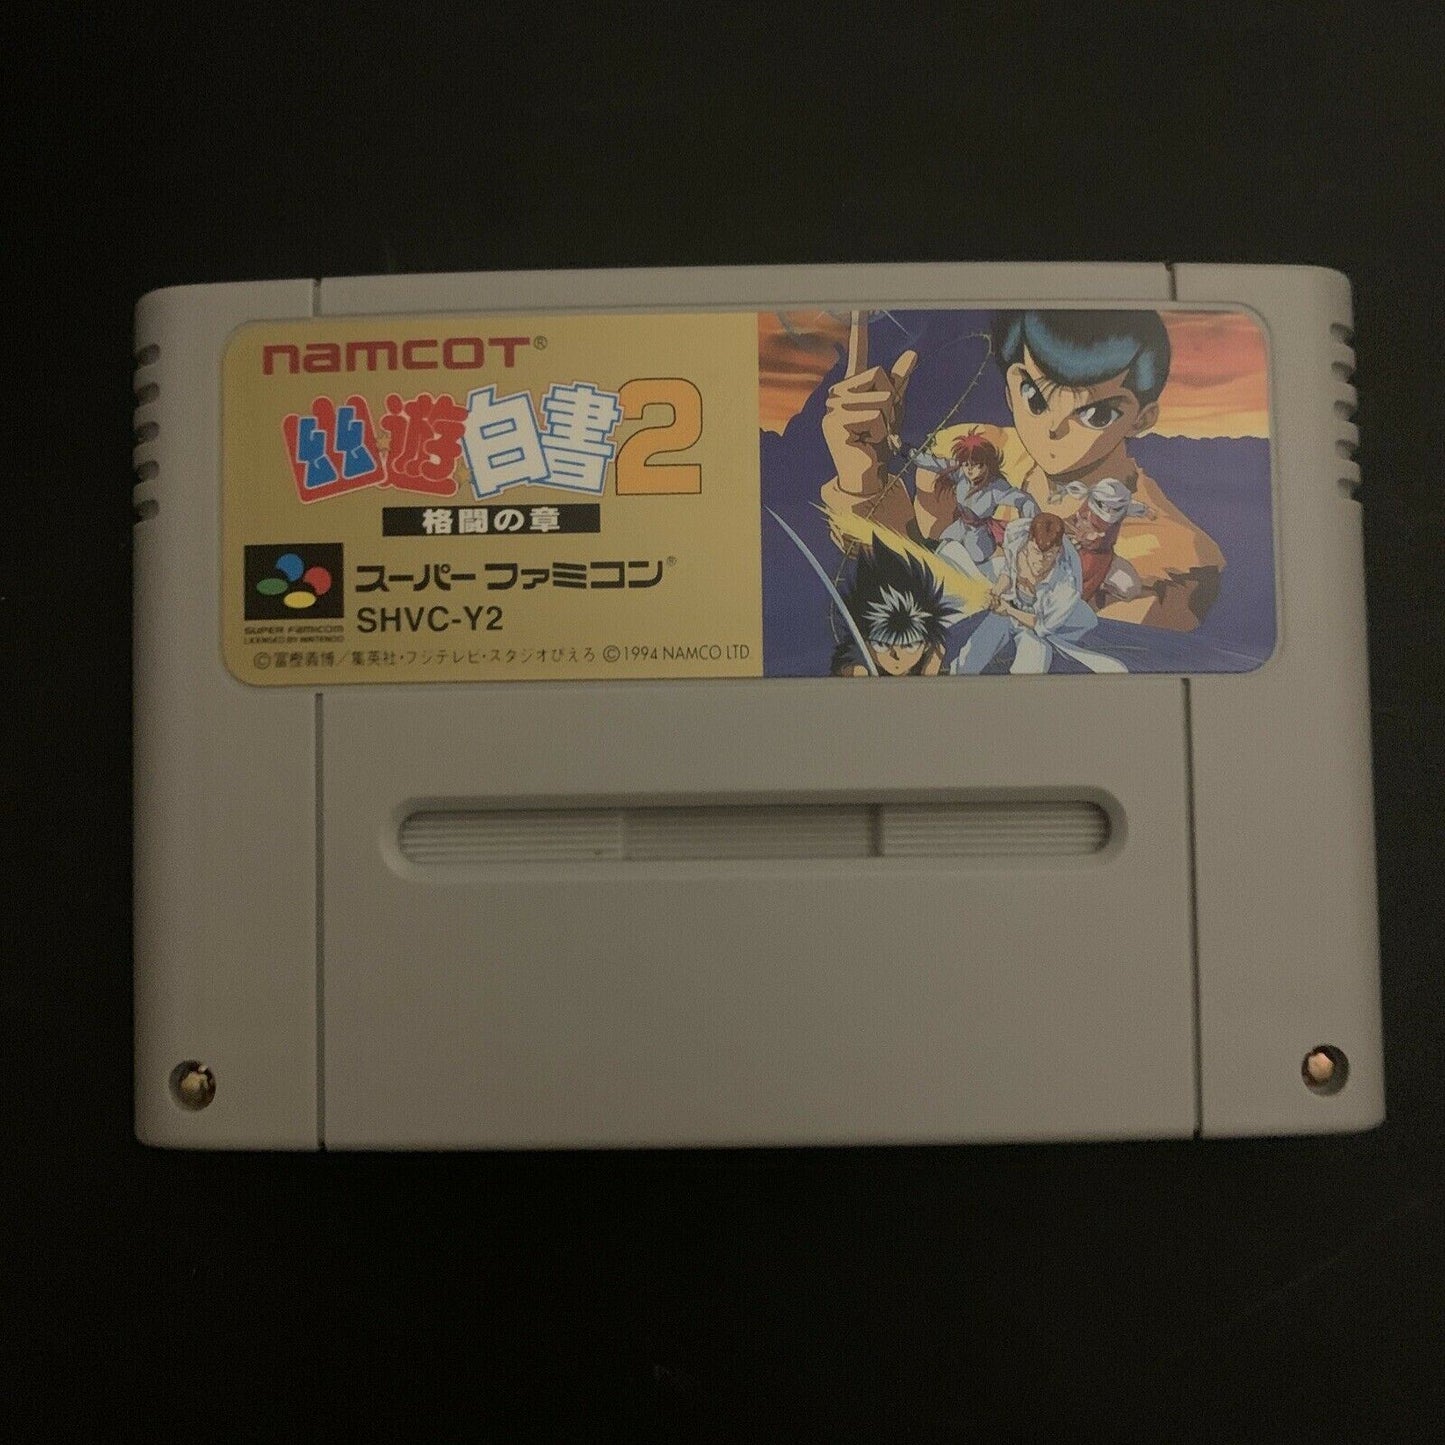 namcot®
幽遊白書2
格闘の章
スーパーファミコン®
SHVC-Y2
SUPER FAMICOM
LICENSED BY NINTENDO
©冨樫義博／集英社・フジテレビ・スタジオぴえろ ©1994 NAMCO LTD.